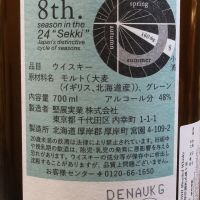 8th.
season in the
24 "Sekki"
Japan's distinctive
cycle of seasons.
spring
summer
品目 ウイスキー
原材料名 モルト(大麦
(イギリス、北海道産))、グレーン
内容量 700ml アルコール分 48%
製造者 堅展実業 株式会社
東京都 千代田区 内幸町 1-1-1
製造所 北海道 厚岸郡 厚岸町 宮園 4-109-2
お客様センター ✆0120-66-1650
DENAUKG